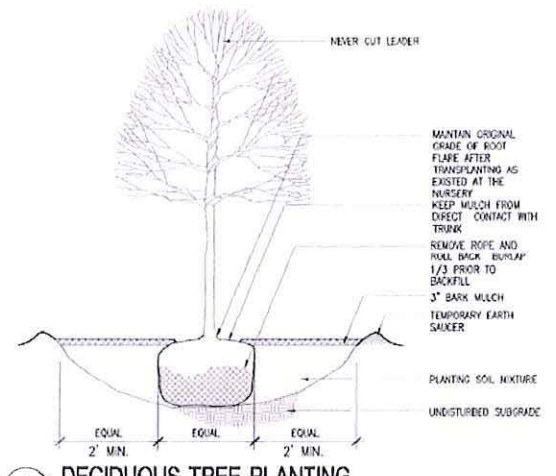 NEVER CUT LEADER
MAINTAIN ORIGINAL
GRADE OF ROOT
FLARE AFTER
TRANSPLANTING AS
EXISTED AT THE
NURSERY
KEEP MULCH FROM
DIRECT CONTACT WITH
TRUNK
REMOVE ROPE AND
ROLL BACK BURLAP
1/3 PRIOR TO
BACKFILL
3" BARK MULCH
TEMPORARY EARTH
SAUCER
PLANTING SOIL MIXTURE
UNDISTURBED SUBGRADE
EQUAL EQUAL EQUAL
2' MIN. 2' MIN.
DECIDUOUS TREE PLANTING